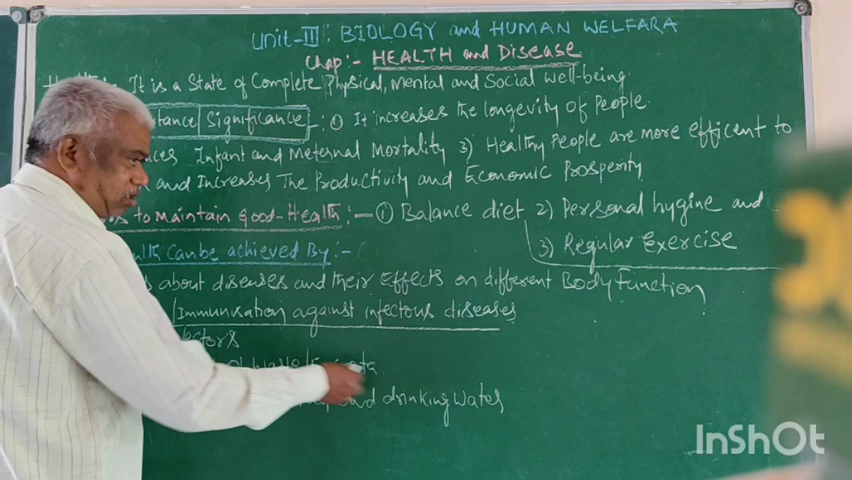 Unit-III: BIOLOGY and HUMAN WELFARA
Chap:- HEALTH and Disease
It is a State of Complete Physical, Mental and Social well-being.
Significance :- 1) It increases the longevity of People.
Infant and Meternal Mortality 3) Healthy People are more efficent to
and Increases The Productivity and Economic Prosperity
to Maintain good-Health :- 1) Balance diet 2) Personal hygine and
3) Regular Exercise
Can be achieved By:-
about diseases and their Effects on different Body Function
Immunisation against infectous diseases
and drinking Water
InShOt